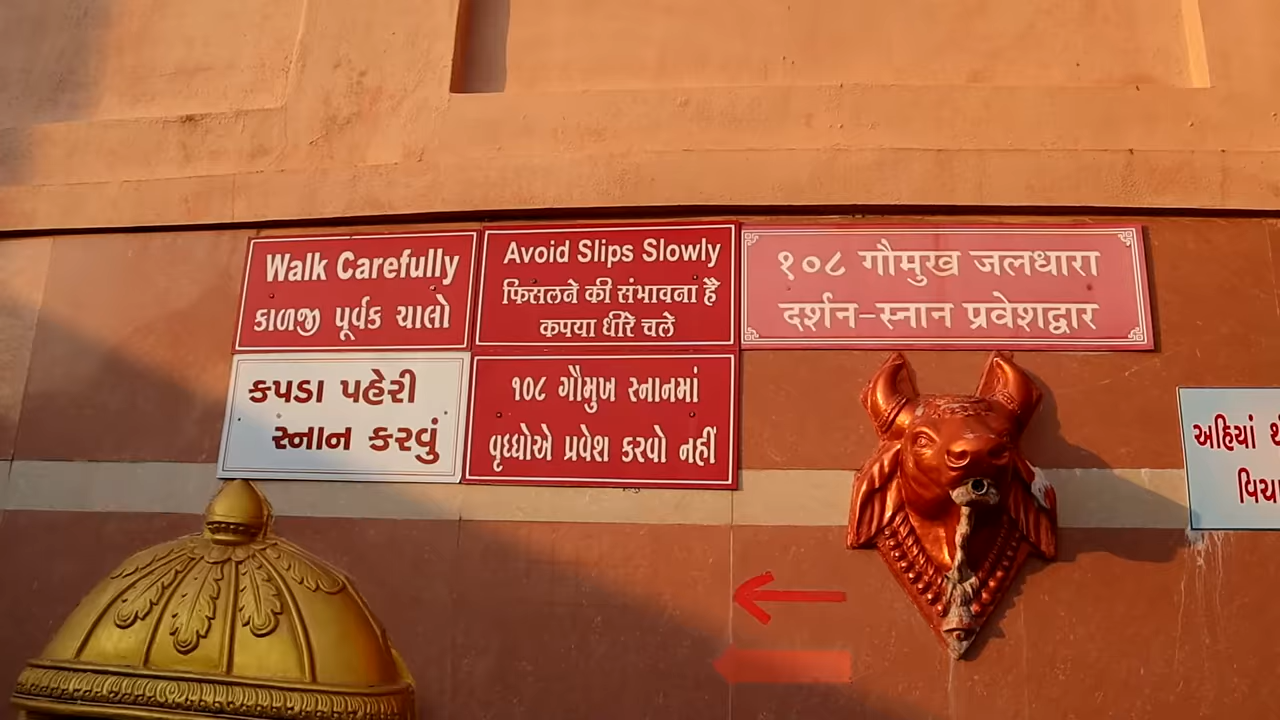 Walk Carefully
કાળજી પૂર્વક ચાલો
Avoid Slips Slowly
फिसलने की संभावना है
कपया धीरे चले
१०८ गौमुख जलधारा
दर्शन-स्नान प्रवेशद्वार
કપડા પહેરી
સ્નાન કરવું
૧૦૮ ગૌમુખ સ્નાનમાં
વૃધ્ધોએ પ્રવેશ કરવો નહીં
અહિયાં